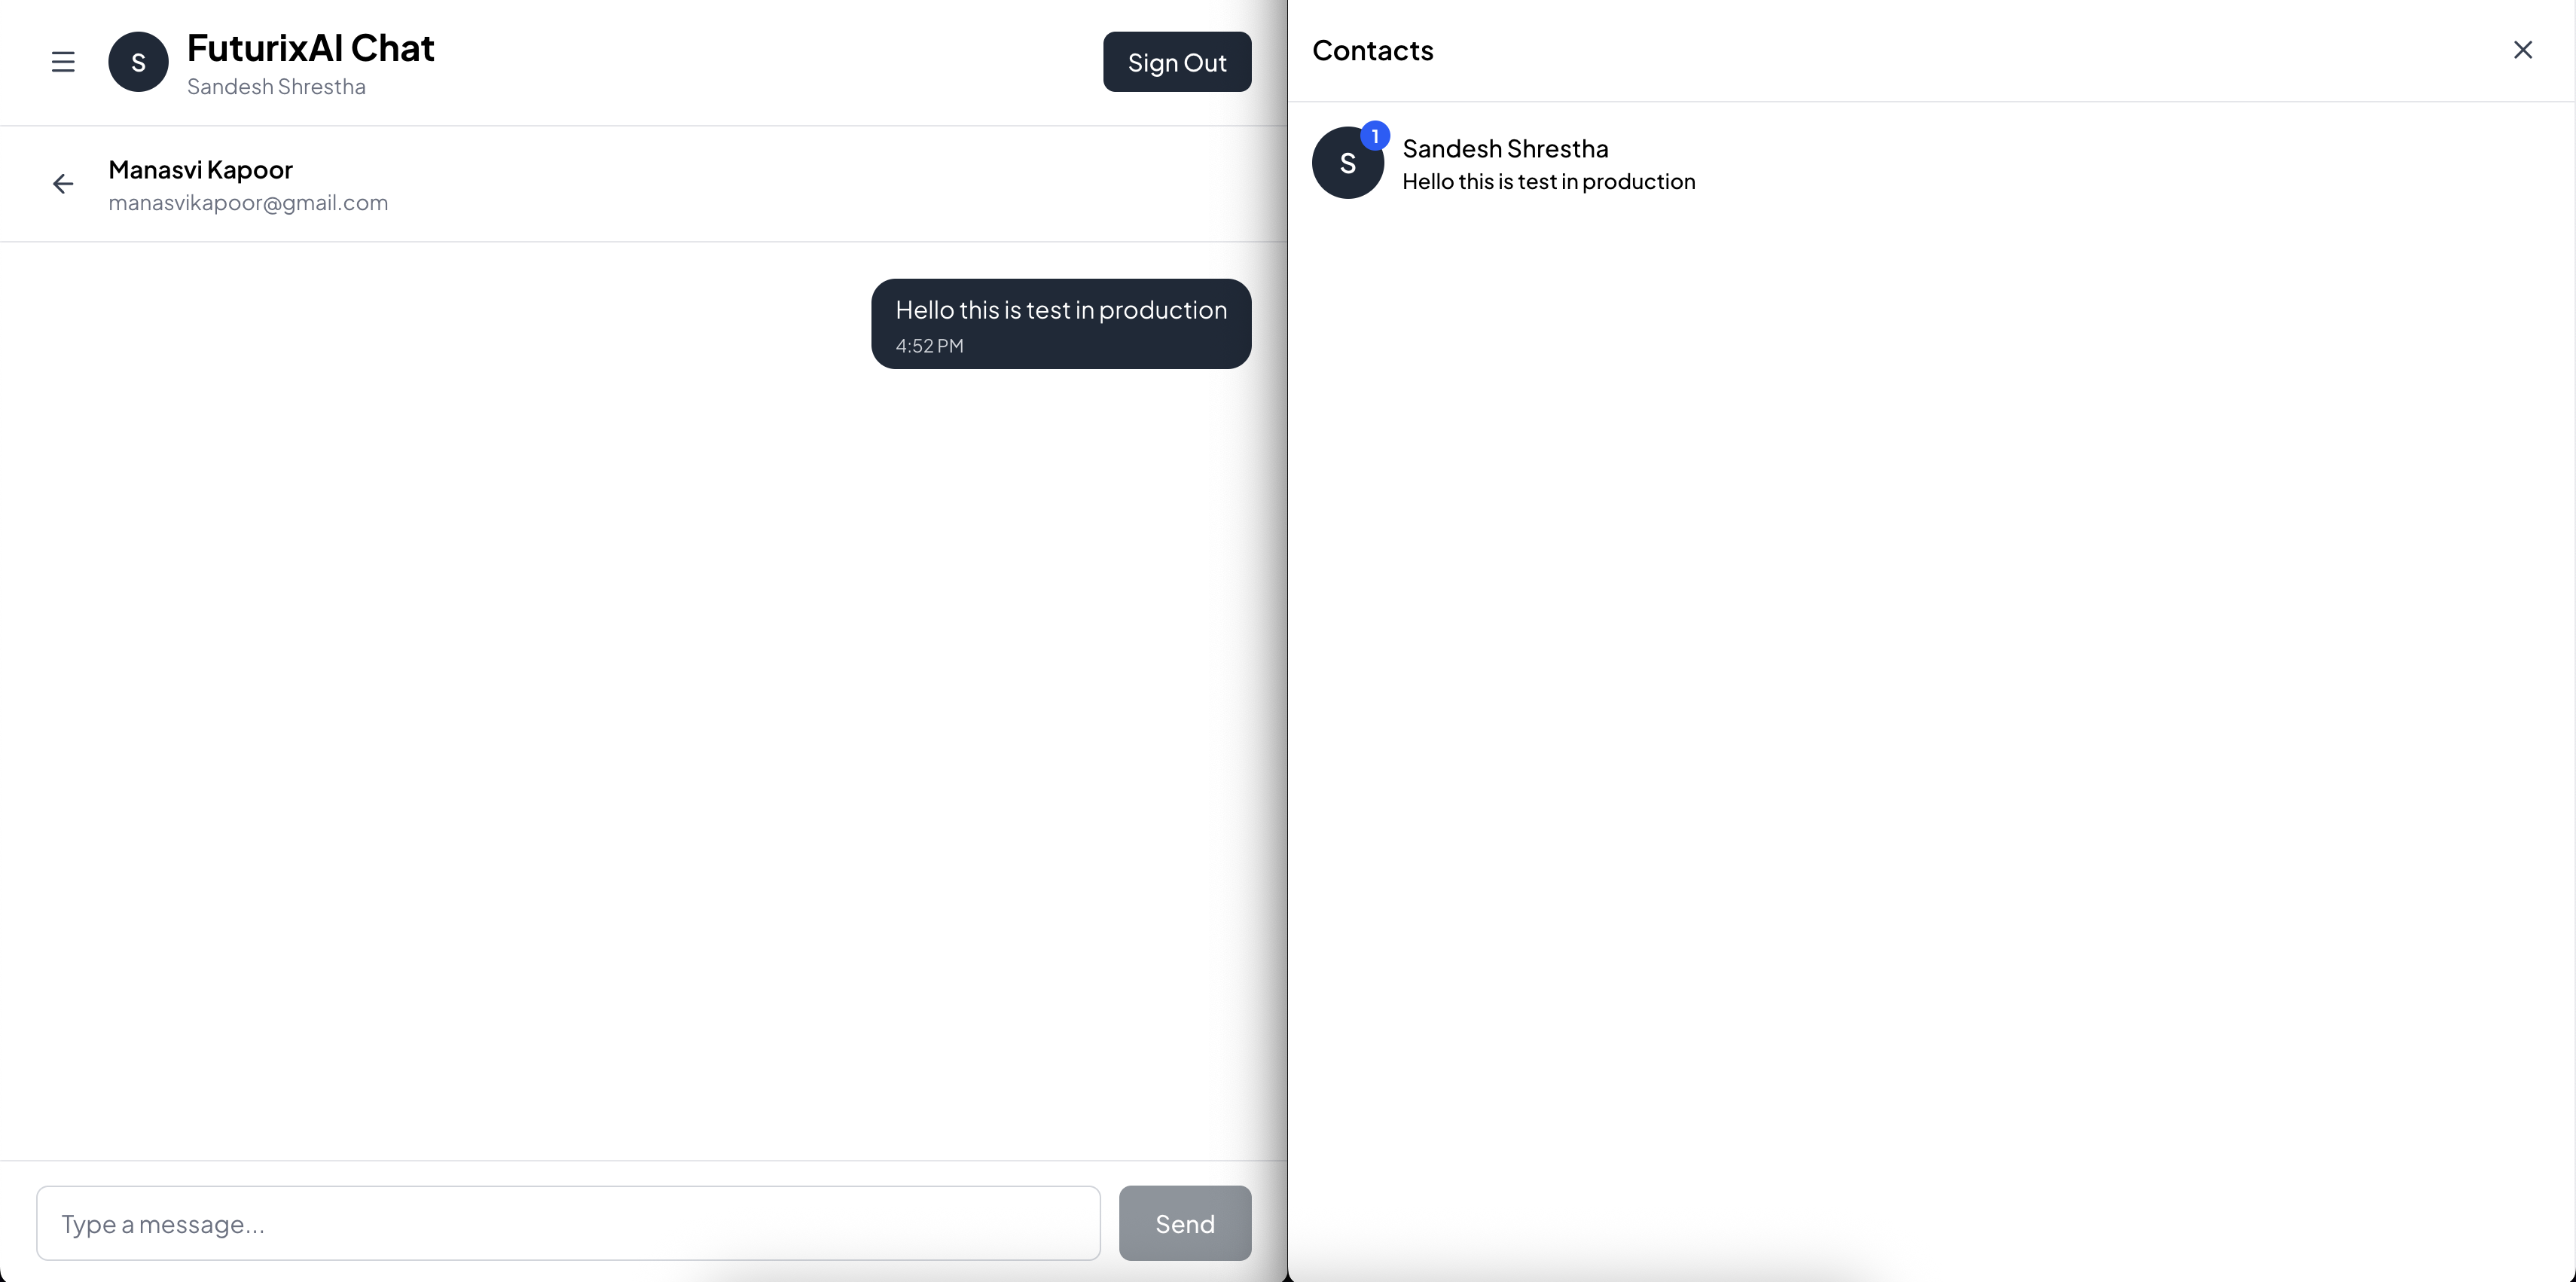 S
FuturixAI Chat
Sandesh Shrestha
Sign Out
Manasvi Kapoor
manasvikapoor@gmail.com
Hello this is test in production
4:52 PM
Type a message...
Send
Contacts
S
1
Sandesh Shrestha
Hello this is test in production